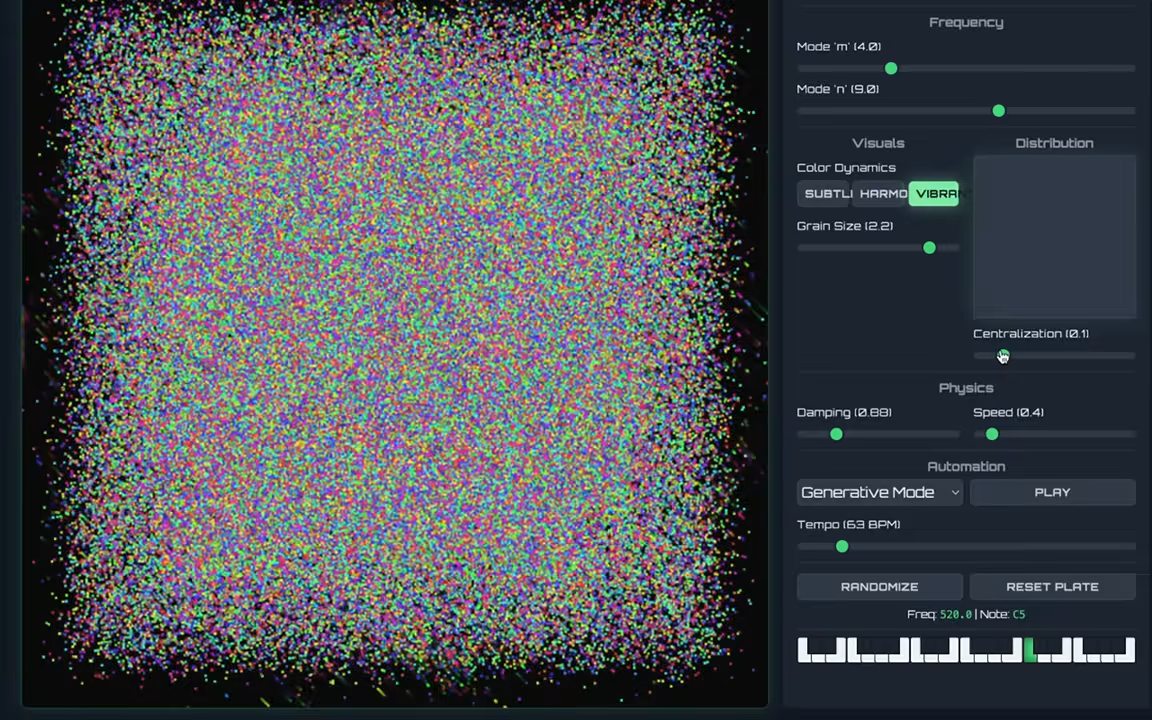 Frequency
Mode 'm' (4.0)
Mode 'n' (9.0)
Visuals
Distribution
Color Dynamics
SUBTL HARMO VIBRA
Grain Size (2.2)
Centralization (0.1)
Physics
Damping (0.88) Speed (0.4)
Automation
Generative Mode PLAY
Tempo (63 BPM)
RANDOMIZE RESET PLATE
Freq: 520.0 | Note: C5